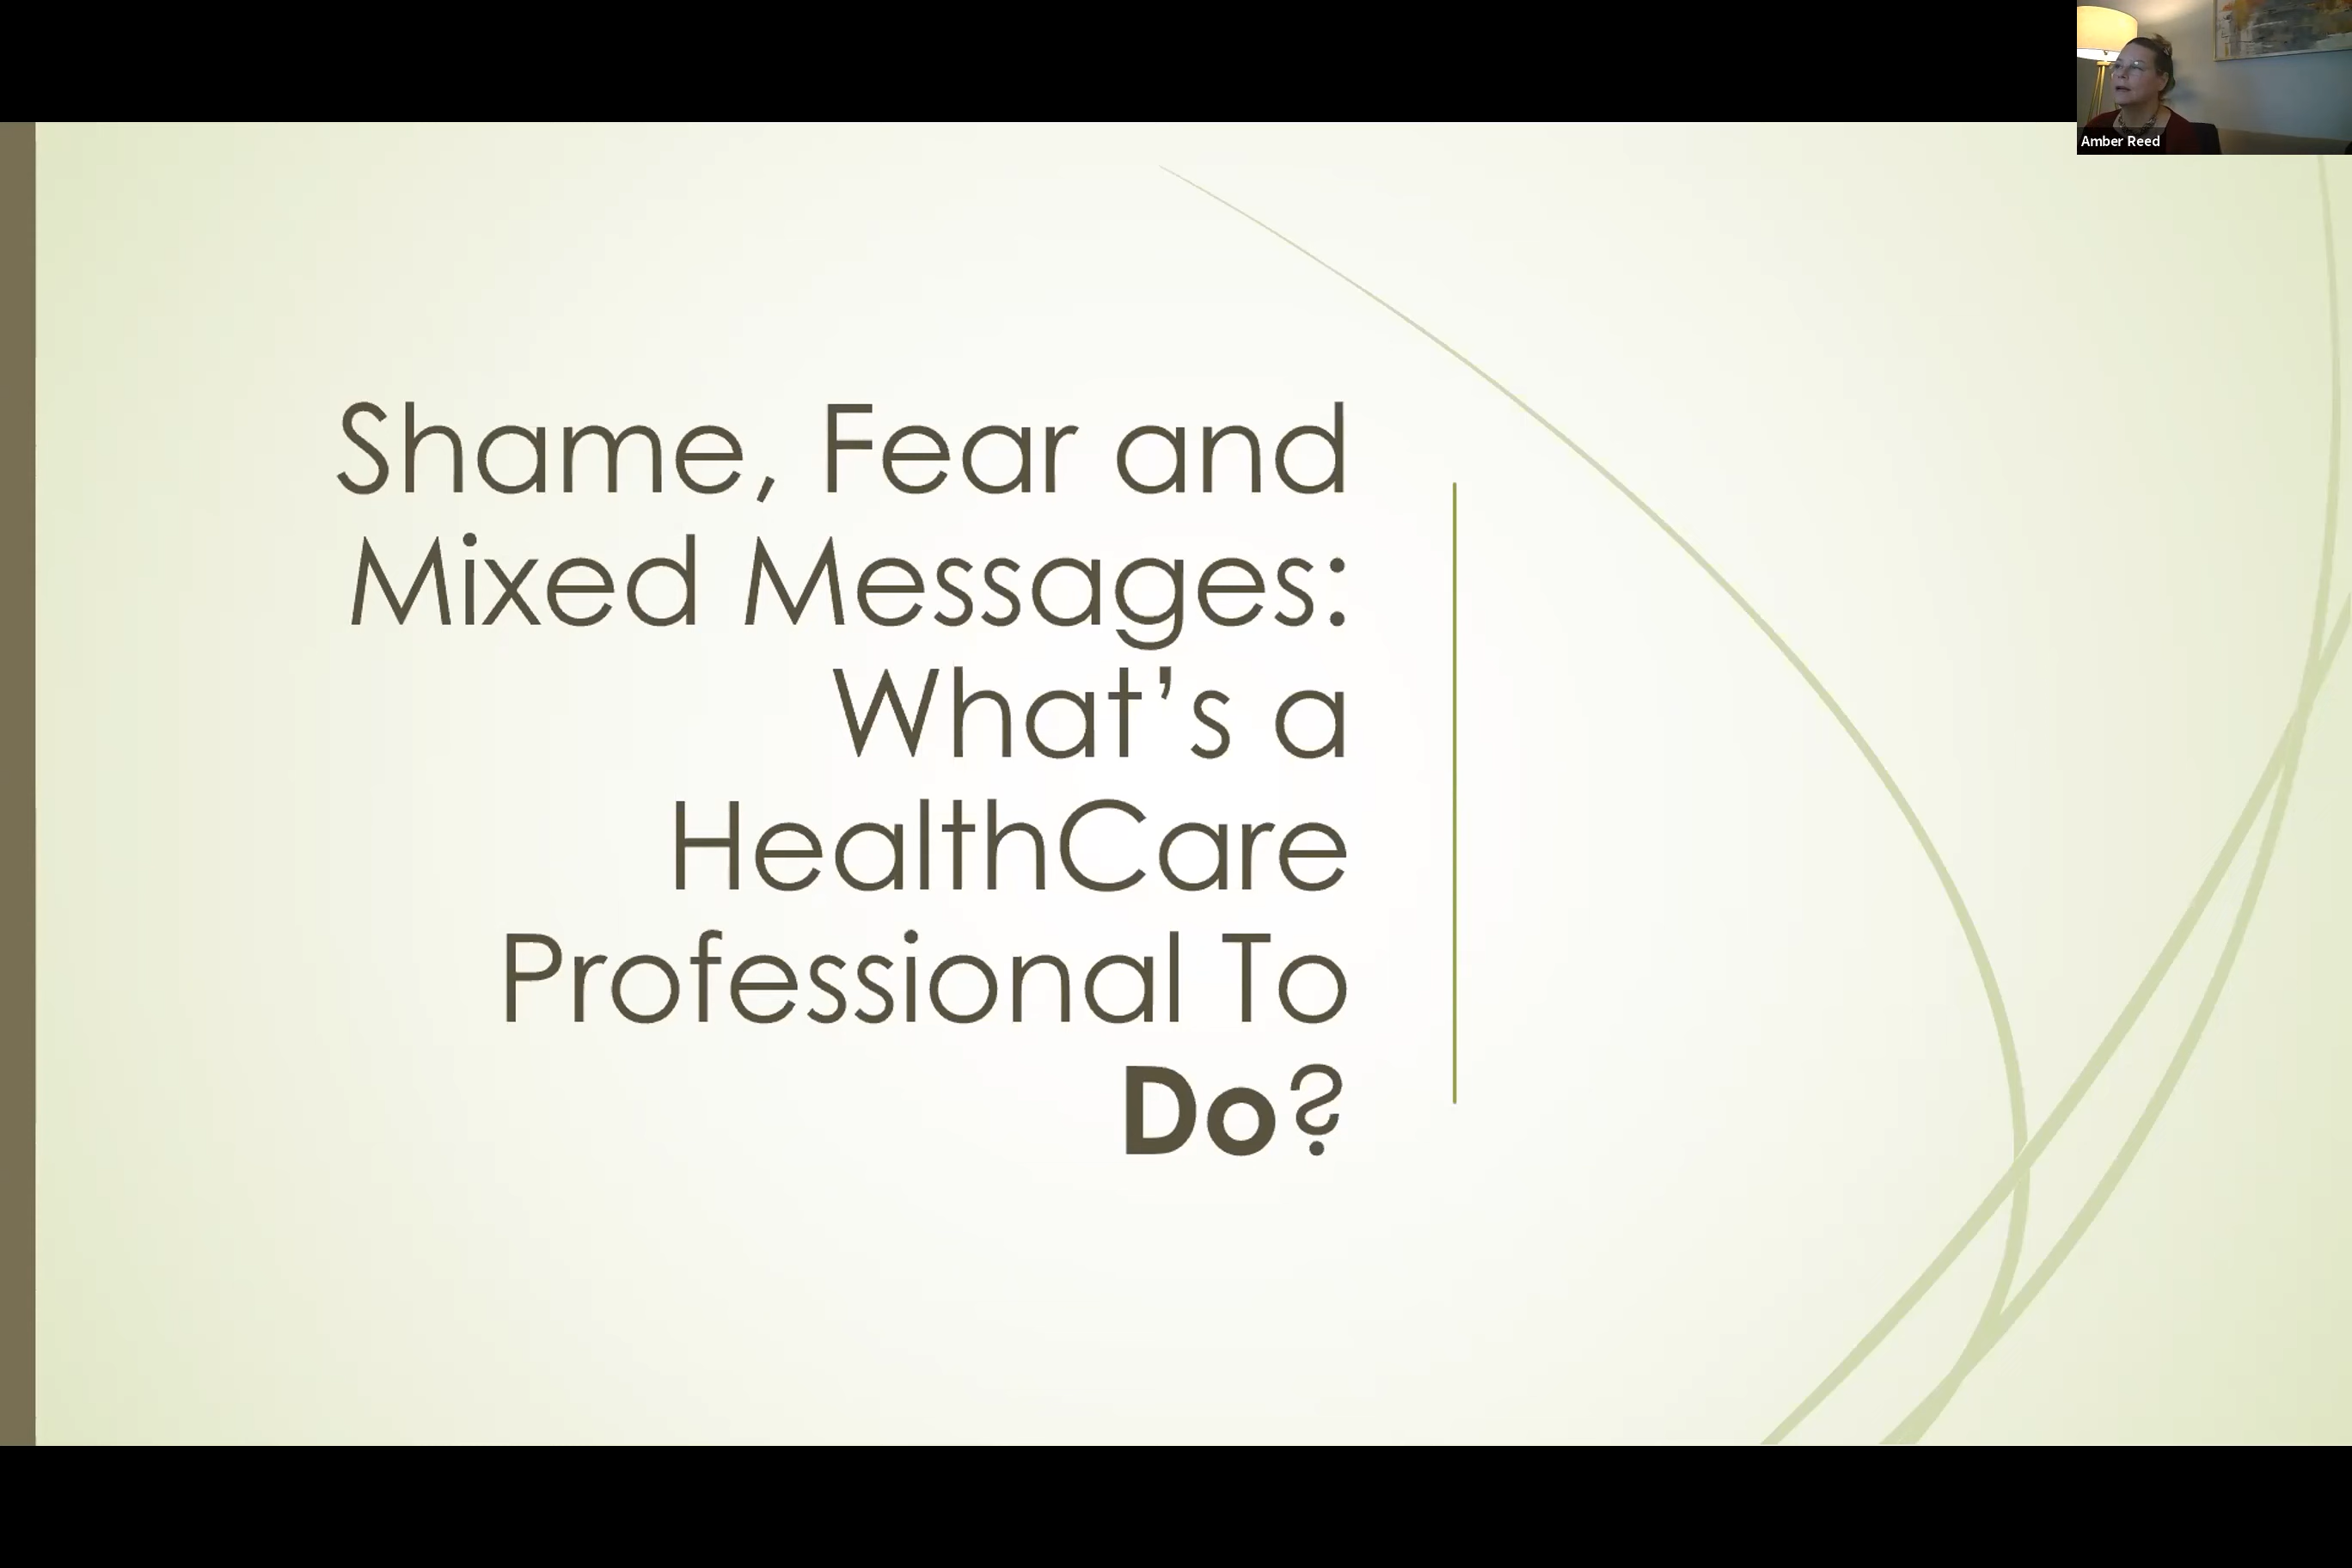 Amber Reed
Shame, Fear and
Mixed Messages:
What’s a
HealthCare
Professional To
Do?